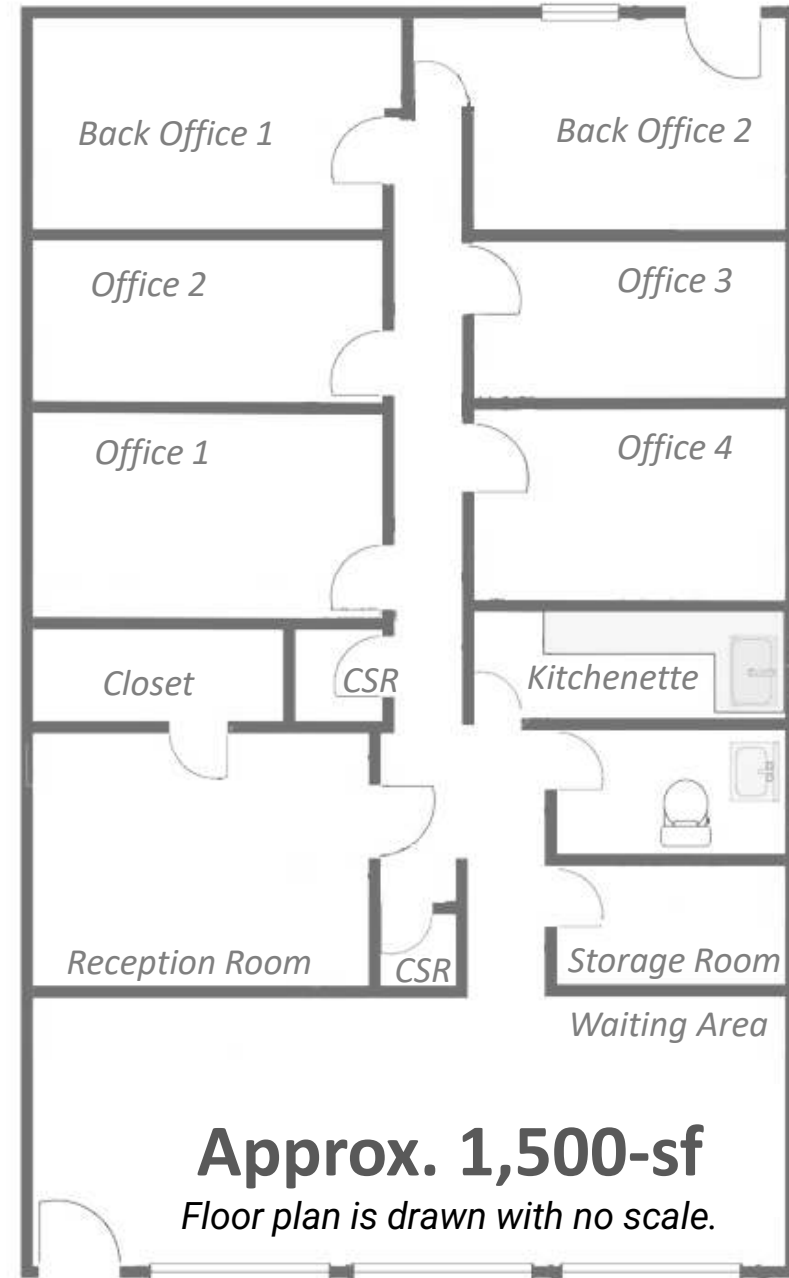 Back Office 1
Back Office 2
Office 2
Office 3
Office 1
Office 4
Closet
CSR
Kitchenette
Reception Room
CSR
Storage Room
Waiting Area
Approx. 1,500-sf
Floor plan is drawn with no scale.